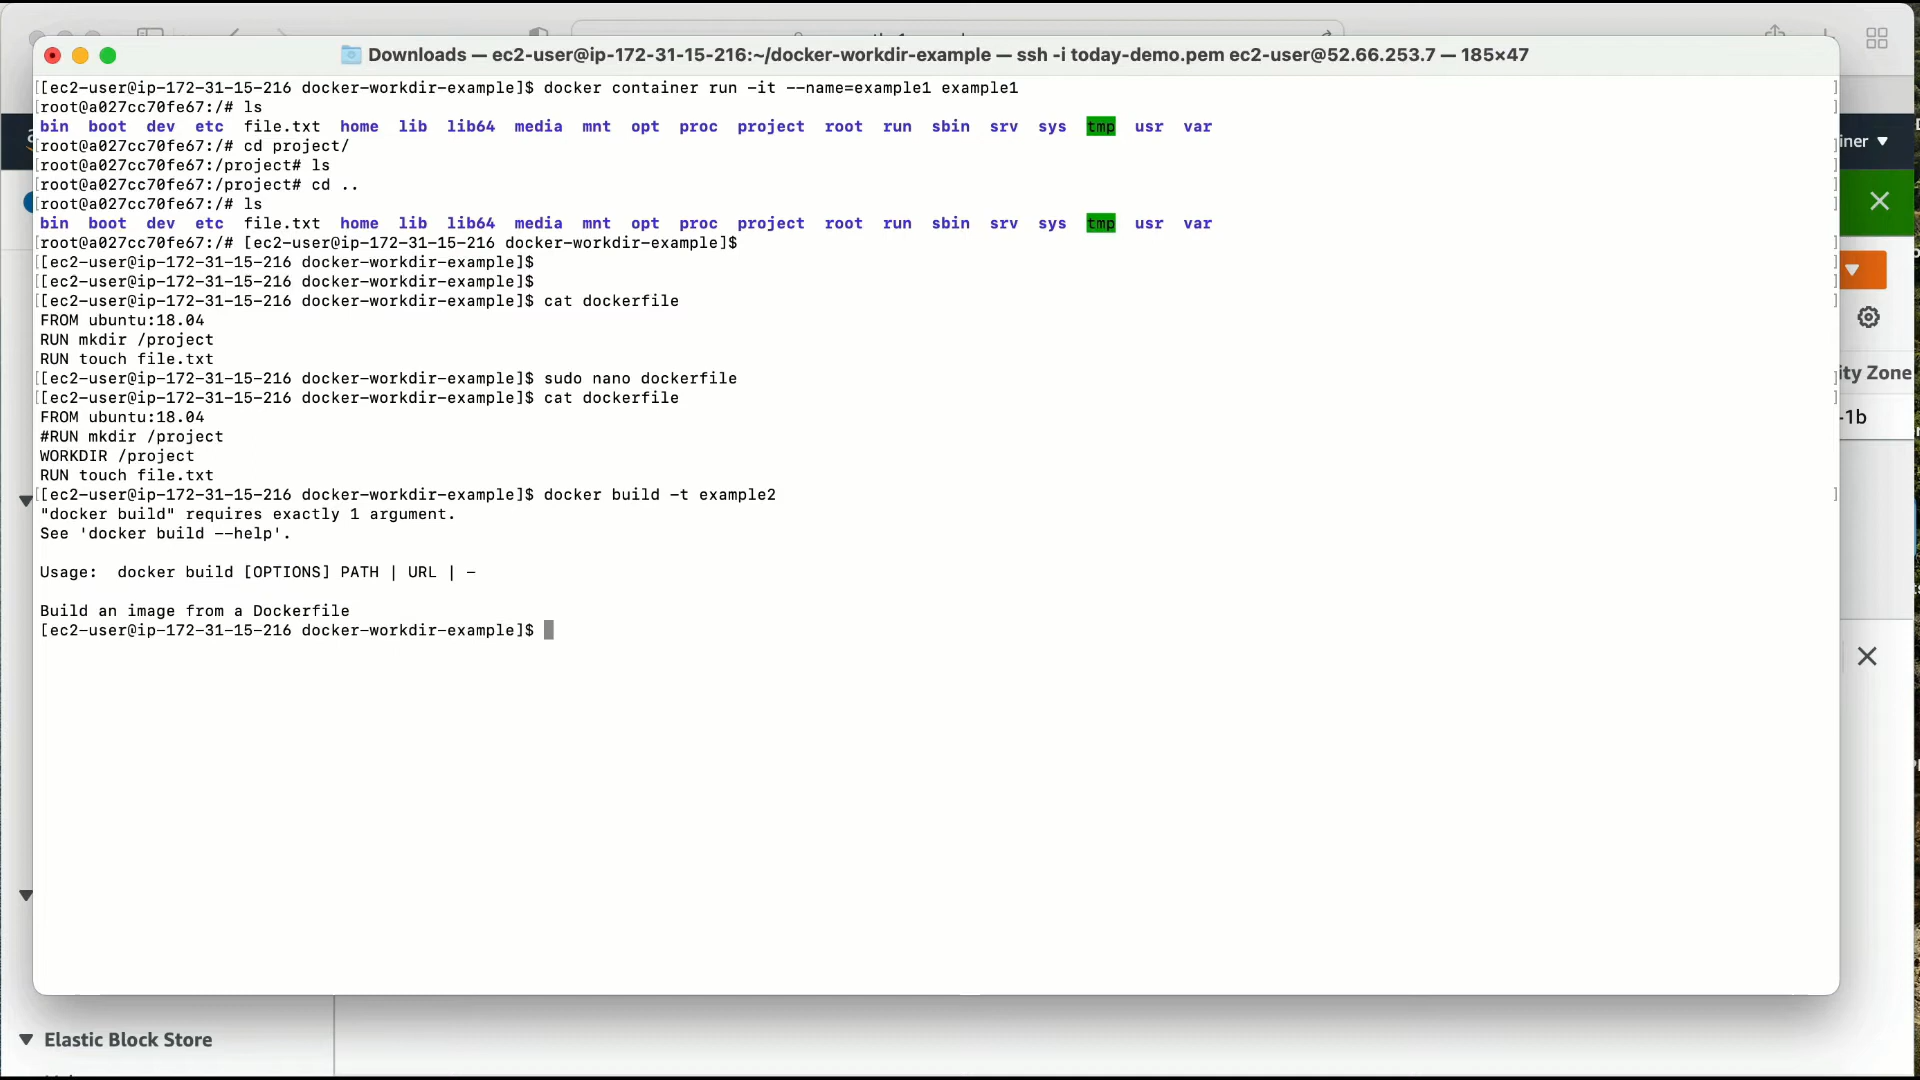 Downloads — ec2-user@ip-172-31-15-216:~/docker-workdir-example — ssh -i today-demo.pem ec2-user@52.66.253.7 — 185×47
[[ec2-user@ip-172-31-15-216 docker-workdir-example]$ docker container run -it --name=example1 example1
[root@a027cc70fe67:/# ls
bin boot dev etc file.txt home lib lib64 media mnt opt proc project root run sbin srv sys tmp usr var
[root@a027cc70fe67:/# cd project/
[root@a027cc70fe67:/project# ls
[root@a027cc70fe67:/project# cd ..
[root@a027cc70fe67:/# ls
bin boot dev etc file.txt home lib lib64 media mnt opt proc project root run sbin srv sys tmp usr var
[root@a027cc70fe67:/# [ec2-user@ip-172-31-15-216 docker-workdir-example]$
[[ec2-user@ip-172-31-15-216 docker-workdir-example]$
[[ec2-user@ip-172-31-15-216 docker-workdir-example]$
[[ec2-user@ip-172-31-15-216 docker-workdir-example]$ cat dockerfile
FROM ubuntu:18.04
RUN mkdir /project
RUN touch file.txt
[[ec2-user@ip-172-31-15-216 docker-workdir-example]$ sudo nano dockerfile
[[ec2-user@ip-172-31-15-216 docker-workdir-example]$ cat dockerfile
FROM ubuntu:18.04
#RUN mkdir /project
WORKDIR /project
RUN touch file.txt
[[ec2-user@ip-172-31-15-216 docker-workdir-example]$ docker build -t example2
"docker build" requires exactly 1 argument.
See 'docker build --help'.
Usage:  docker build [OPTIONS] PATH | URL | -
Build an image from a Dockerfile
[ec2-user@ip-172-31-15-216 docker-workdir-example]$
iner
ity Zone
-1b
Elastic Block Store